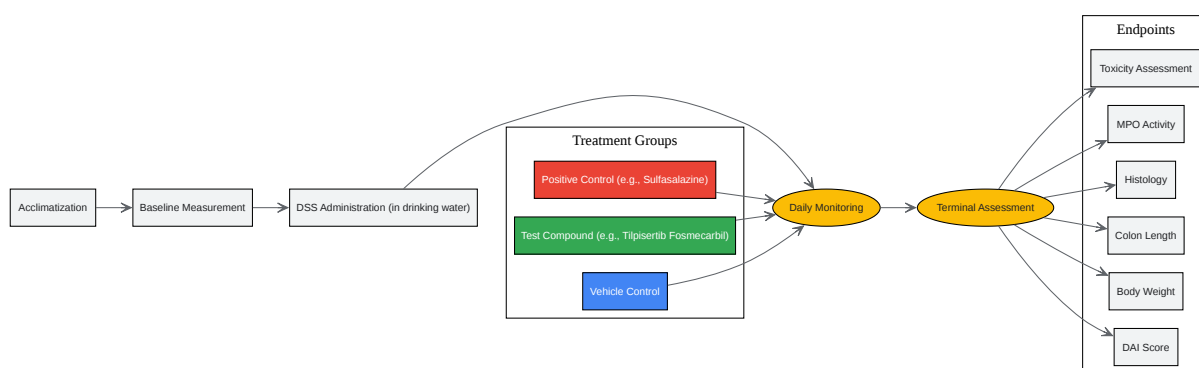 Acclimatization
Baseline Measurement
DSS Administration (in drinking water)
Treatment Groups
Positive Control (e.g., Sulfasalazine)
Test Compound (e.g., Tilpisertib Fosmecarbil)
Vehicle Control
Daily Monitoring
Terminal Assessment
Endpoints
Toxicity Assessment
MPO Activity
Histology
Colon Length
Body Weight
DAI Score